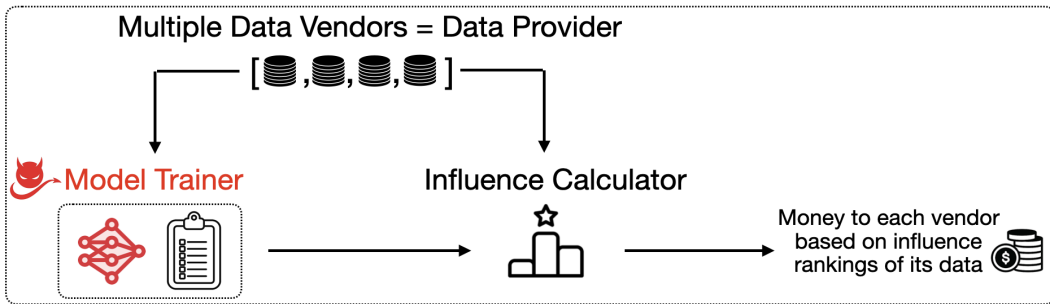 Multiple Data Vendors = Data Provider
[ , , , ]
Model Trainer
Influence Calculator
Money to each vendor
based on influence
rankings of its data
$